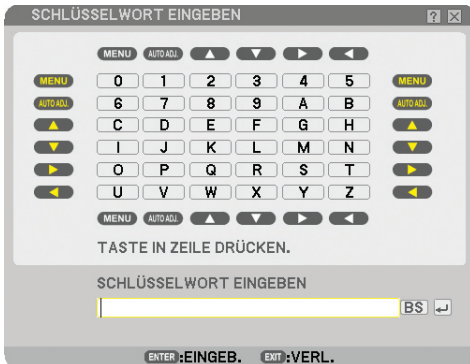 SCHLÜSSELWORT EINGEBEN ?
MENU AUTO ADJ.
MENU 0 1 2 3 4 5 MENU
AUTO ADJ. 6 7 8 9 A B AUTO ADJ.
C D E F G H
I J K L M N
O P Q R S T
U V W X Y Z
MENU AUTO ADJ.
TASTE IN ZEILE DRÜCKEN.
SCHLÜSSELWORT EINGEBEN
BS
ENTER :EINGEB. EXIT :VERL.